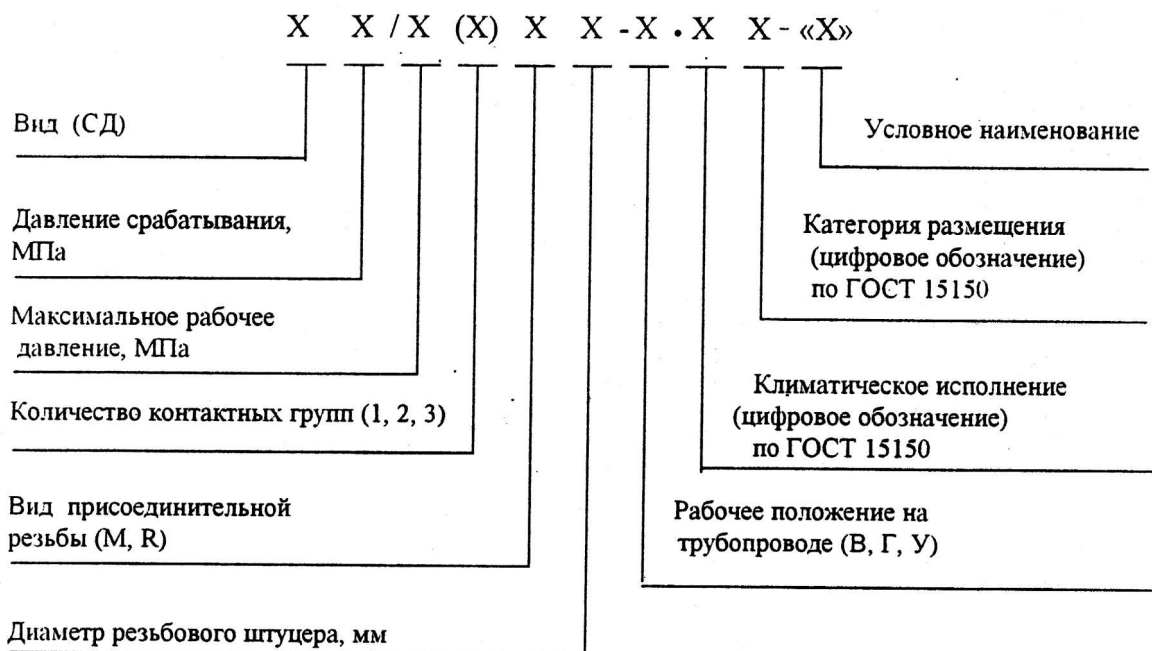 Х Х / Х (Х) Х Х - Х . Х Х - «Х»
Вид (СД)
Давление срабатывания,
МПа
Максимальное рабочее
давление, МПа
Количество контактных групп (1, 2, 3)
Вид присоединительной
резьбы (М, R)
Диаметр резьбового штуцера, мм
Условное наименование
Категория размещения
(цифровое обозначение)
по ГОСТ 15150
Климатическое исполнение
(цифровое обозначение)
по ГОСТ 15150
Рабочее положение на
трубопроводе (В, Г, У)